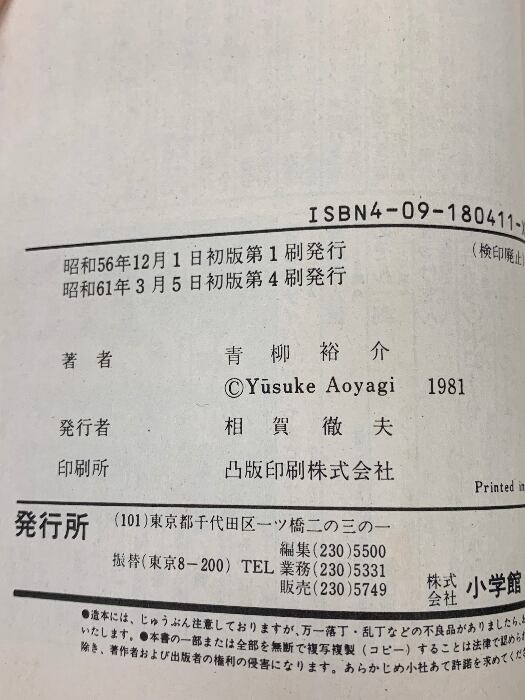 ISBN4-09-180411-X
昭和56年12月1日初版第1刷発行
(検印廃止)
昭和61年3月5日初版第4刷発行
著者 青柳裕介
©Yūsuke Aoyagi 1981
発行者 相賀徹夫
印刷所 凸版印刷株式会社
Printed in
発行所 (101)東京都千代田区一ツ橋二の三の一
編集(230)5500
振替(東京8-200) TEL 業務(230)5331
販売(230)5749
株式会社 小学館
●造本には、じゅうぶん注意しておりますが、万一落丁・乱丁などの不良品がありましたら、
いたします。●本書の一部または全部を無断で複写複製(コピー)することは法律で認められ
除き、著作者および出版者の権利の侵害になります。あらかじめ小社あて許諾を求めてくださ